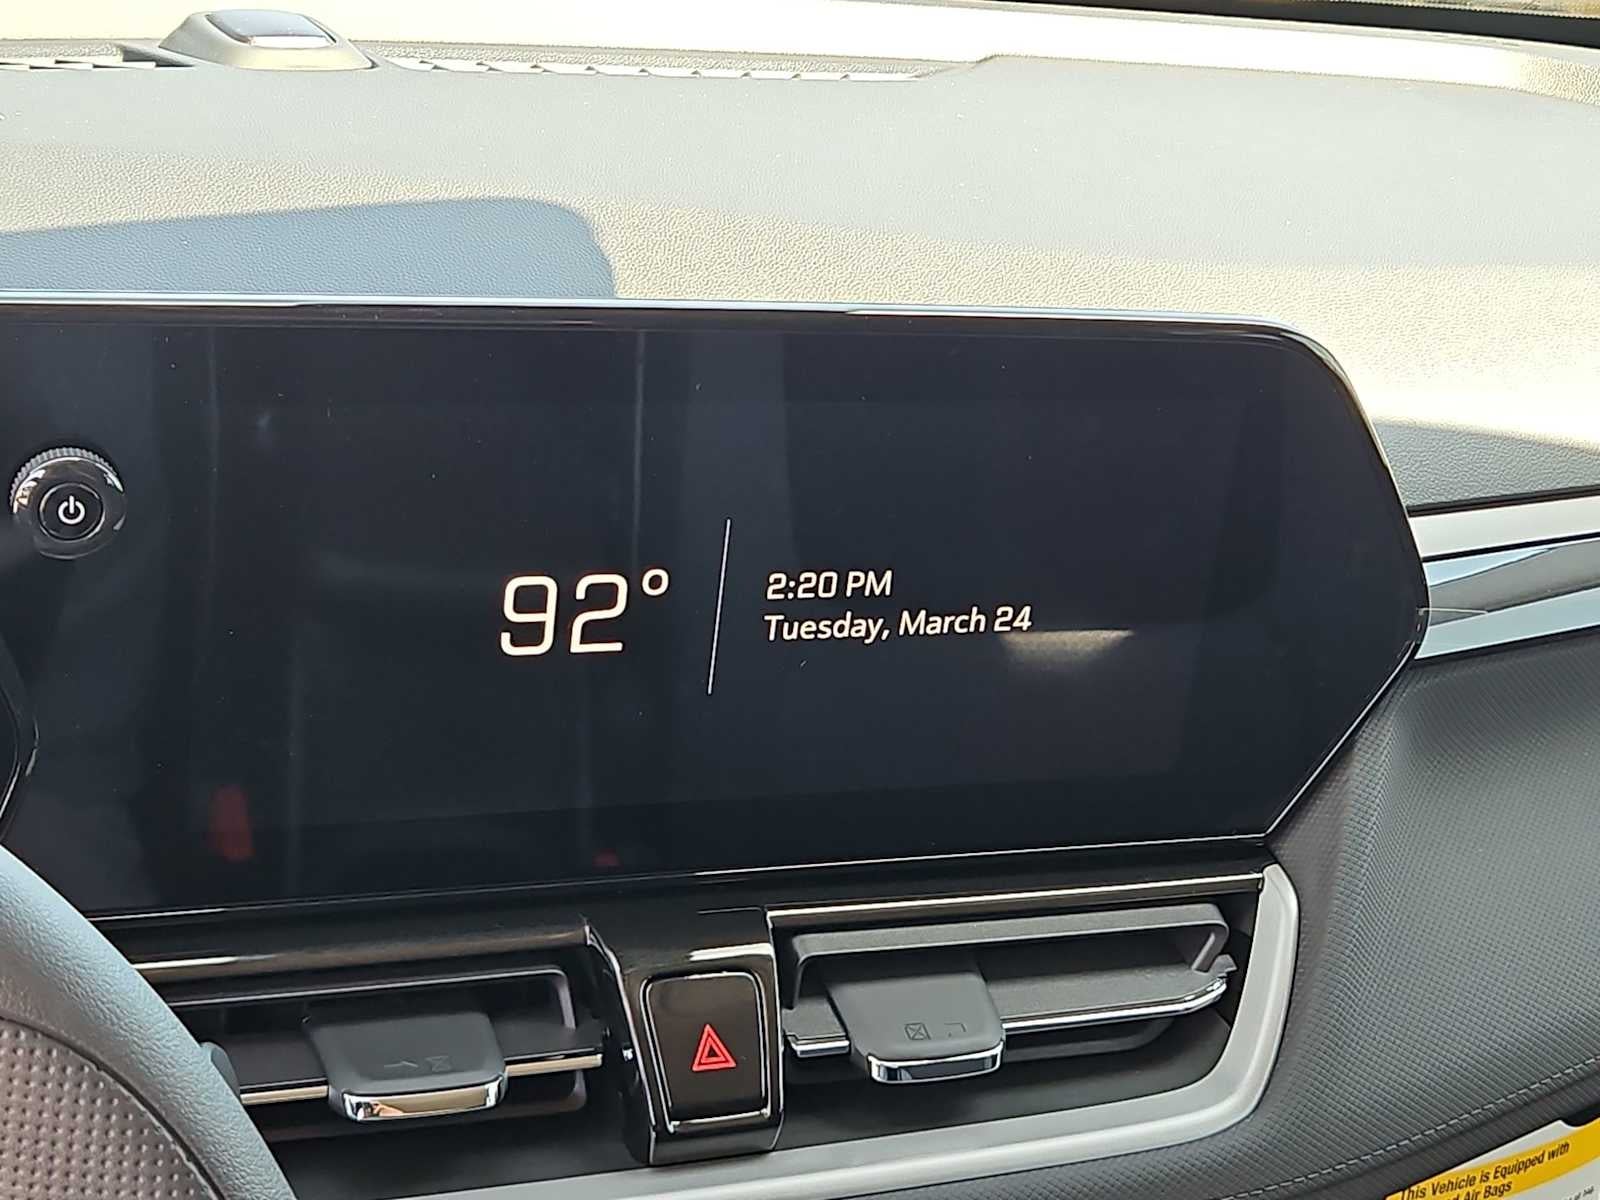 92°
2:20 PM
Tuesday, March 24
This Vehicle is Equipped with
Air Bags